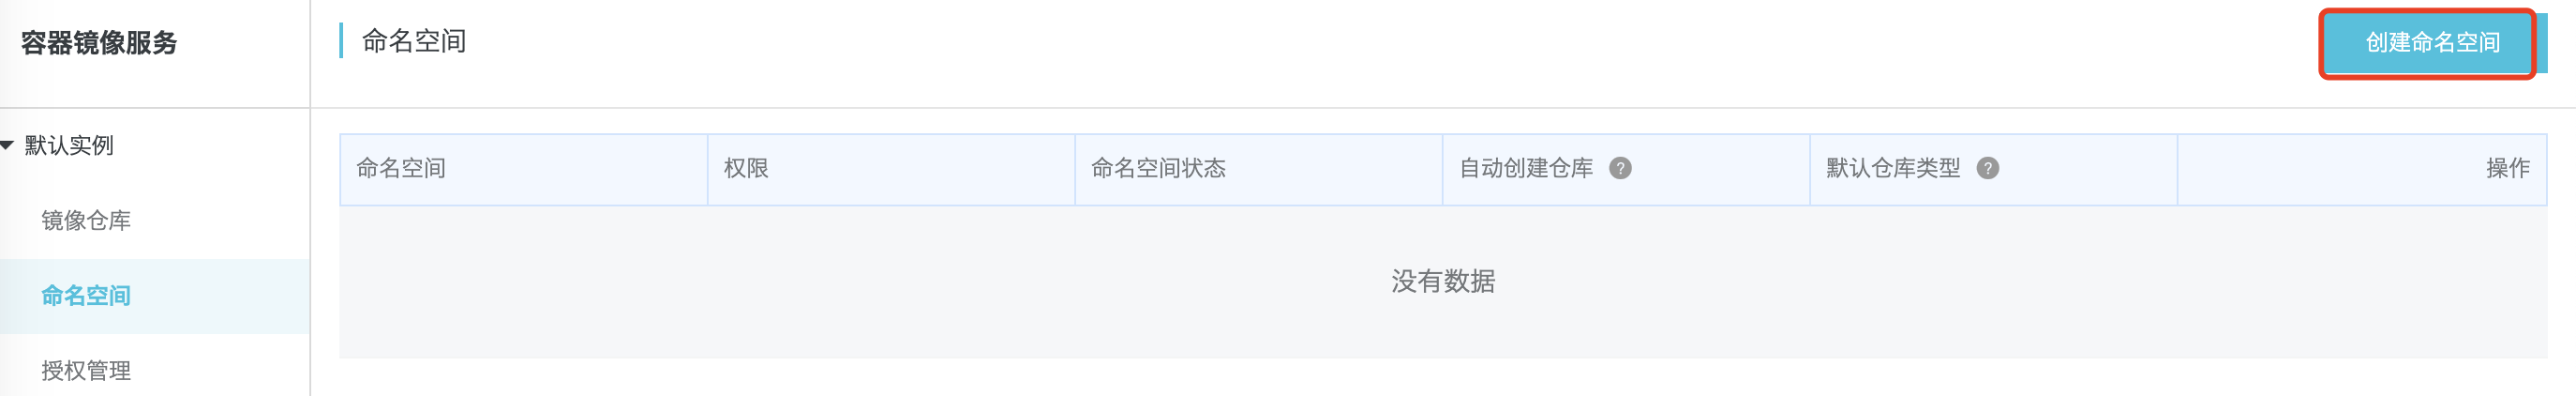 容器镜像服务
默认实例
镜像仓库
命名空间
授权管理
命名空间
创建命名空间
命名空间 权限 命名空间状态 自动创建仓库 ? 默认仓库类型 ? 操作
没有数据